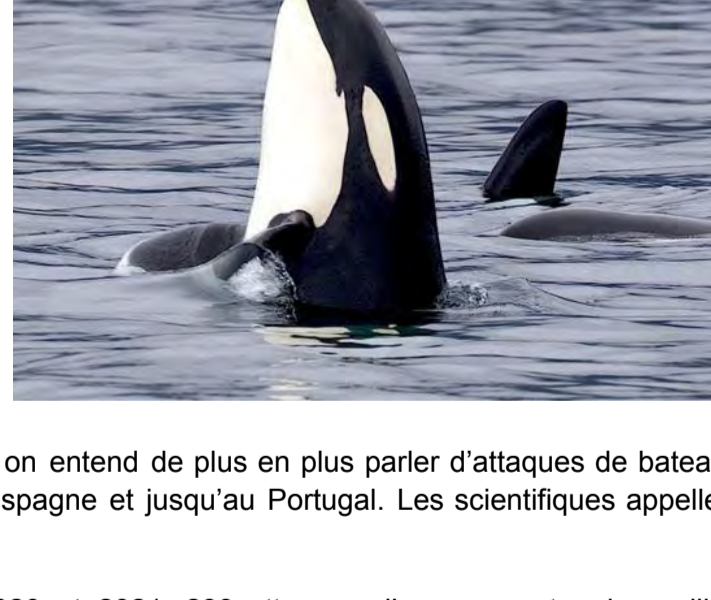 on entend de plus en plus parler d’attaques de batea
spagne et jusqu’au Portugal. Les scientifiques appelle